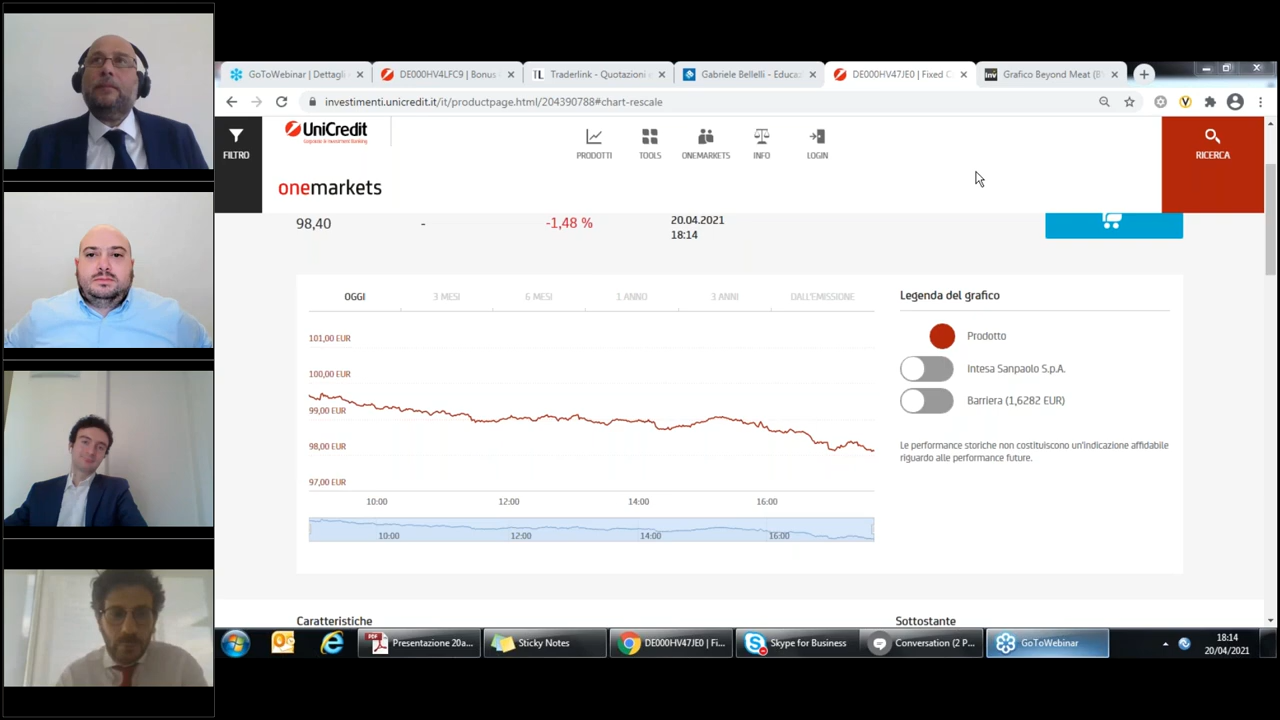 GoToWebinar | Dettagli
DE000HV4LFC9 | Bonus
Traderlink - Quotazioni e
Gabriele Bellelli - Educa
DE000HV47JE0 | Fixed C
Grafico Beyond Meat (B
investimenti.unicredit.it/it/productpage.html/204390788#chart-rescale
FILTRO
UniCredit
Corporate & Investment Banking
PRODOTTI
TOOLS
ONEMARKETS
INFO
LOGIN
RICERCA
onemarkets
98,40
-
-1,48 %
20.04.2021
18:14
OGGI
3 MESI
6 MESI
1 ANNO
3 ANNI
DALL'EMISSIONE
101,00 EUR
100,00 EUR
99,00 EUR
98,00 EUR
97,00 EUR
10:00
12:00
14:00
16:00
10:00
12:00
14:00
16:00
Legenda del grafico
Prodotto
Intesa Sanpaolo S.p.A.
Barriera (1,6282 EUR)
Le performance storiche non costituiscono un'indicazione affidabile
riguardo alle performance future.
Caratteristiche
Sottostante
Presentazione 20a...
Sticky Notes
DE000HV47JE0 | Fi...
Skype for Business
Conversation (2 P...
GoToWebinar
18:14
20/04/2021